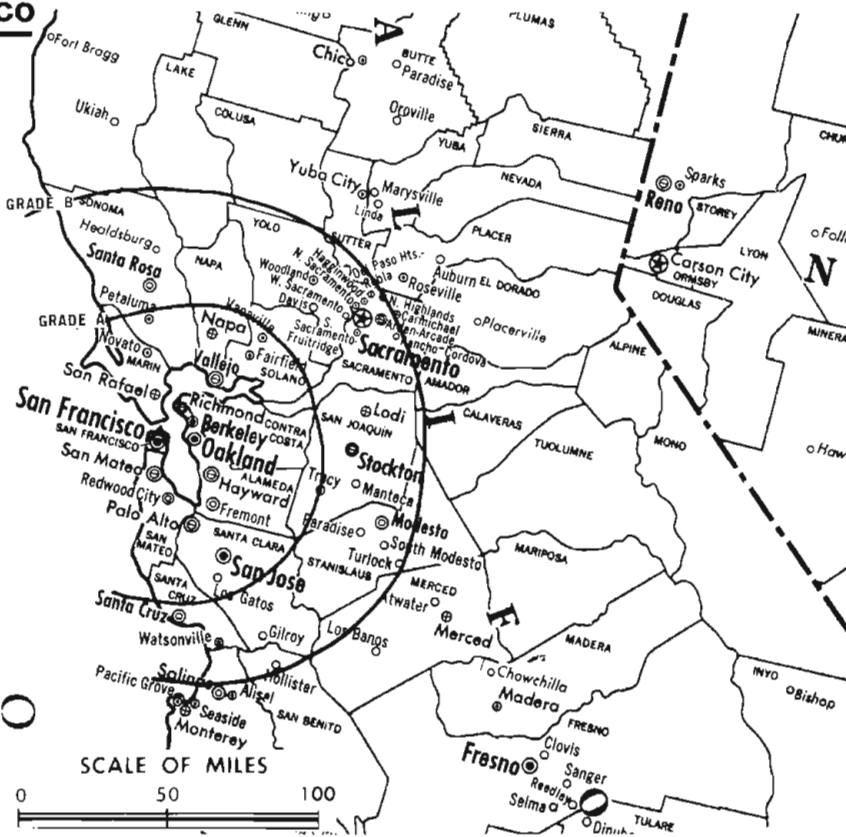 CO
Fort Bragg
GLENN
PLUMAS
A
BUTTE
Chico
Paradise
LAKE
Ukiah
COLUSA
Oroville
YUBA
SIERRA
Yuba City
Marysville
Linda
NEVADA
Sparks
Reno
STOREY
GRADE B
SONOMA
L
Healdsburg
YOLO
SUTTER
PLACER
LYON
Santa Rosa
NAPA
Hagginwood
N. Sacramento
Woodland
W. Sacramento
Davis
Paso Hts.
Auburn
EL DORADO
Roseville
Carson City
ORMSBY
N
Petaluma
N. Highlands
Carmichael
Arden-Arcade
Rancho-Cordova
Placerville
DOUGLAS
GRADE A
Vacaville
Napa
S. Sacramento
Fruitridge
Sacramento
ALPINE
MINERA
Novato
MARIN
Vallejo
Fairfield
SOLANO
SACRAMENTO
AMADOR
San Rafael
Richmond
CONTRA
COSTA
SAN JOAQUIN
Lodi
I
CALAVERAS
San Francisco
SAN FRANCISCO
Berkeley
Oakland
Stockton
TUOLUMNE
MONO
San Mateo
Hayward
ALAMEDA
Tracy
Manteca
Redwood City
Palo Alto
Fremont
Paradise
Modesto
SAN
MATEO
SANTA CLARA
South Modesto
Turlock
MARIPOSA
San Jose
STANISLAUS
SANTA
CRUZ
Los Gatos
MERCED
Atwater
F
Santa Cruz
Merced
Watsonville
Gilroy
Los Banos
MADERA
Salinas
Hollister
Pacific Grove
Alisel
Chowchilla
INYO
Bishop
O
Seaside
Monterey
SAN BENITO
Madera
FRESNO
SCALE OF MILES
Fresno
Clovis
Sanger
0 50 100
Reedley
Selma
O
TULARE
Dinuba